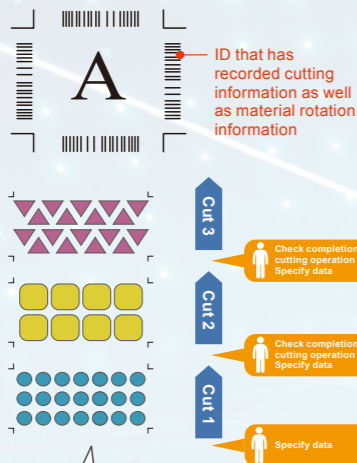 A
ID that has
recorded cutting
information as well
as material rotation
information
Cut 3
Check completion
cutting operation
Specify data
Cut 2
Check completion
cutting operation
Specify data
Cut 1
Specify data